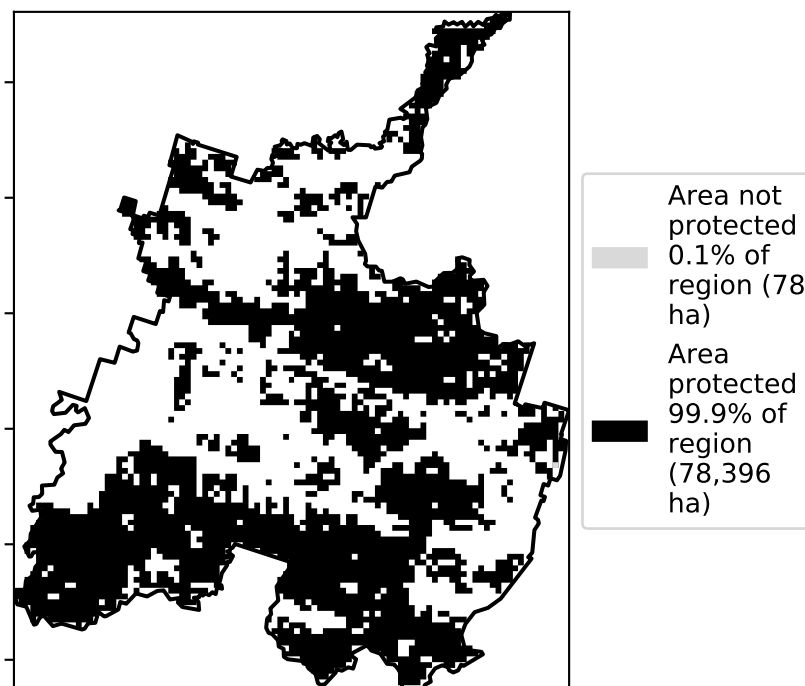 Area not
protected
0.1% of
region (78
ha)
Area
protected
99.9% of
region
(78,396
ha)